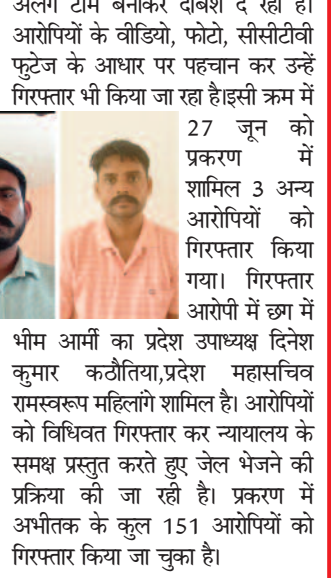 अलग टीम बनाकर दबिश दे रही है।
आरोपियों के वीडियो, फोटो, सीसीटीवी
फुटेज के आधार पर पहचान कर उन्हें
गिरफ्तार भी किया जा रहा है।इसी क्रम में
27 जून को
प्रकरण में
शामिल 3 अन्य
आरोपियों को
गिरफ्तार किया
गया। गिरफ्तार
आरोपी में छग में
भीम आर्मी का प्रदेश उपाध्यक्ष दिनेश
कुमार कठौतिया,प्रदेश महासचिव
रामस्वरूप महिलांगे शामिल है। आरोपियों
को विधिवत गिरफ्तार कर न्यायालय के
समक्ष प्रस्तुत करते हुए जेल भेजने की
प्रक्रिया की जा रही है। प्रकरण में
अभीतक के कुल 151 आरोपियों को
गिरफ्तार किया जा चुका है।